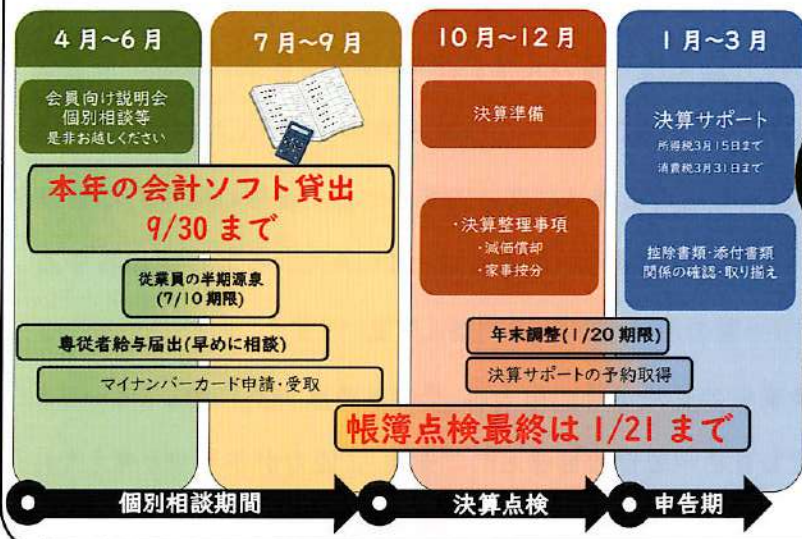 4月～6月
7月～9月
10月～12月
1月～3月
会員向け説明会
個別相談等
是非お越しください
決算準備
決算サポート
所得税3月15日まで
消費税3月31日まで
本年の会計ソフト貸出
9/30 まで
・決算整理事項
・減価償却
・家事按分
控除書類・添付書類
関係の確認・取り揃え
従業員の半期源泉
(7/10期限)
専従者給与届出(早めに相談)
年末調整(1/20期限)
マイナンバーカード申請・受取
決算サポートの予約取得
帳簿点検最終は 1/21 まで
個別相談期間
決算点検
申告期